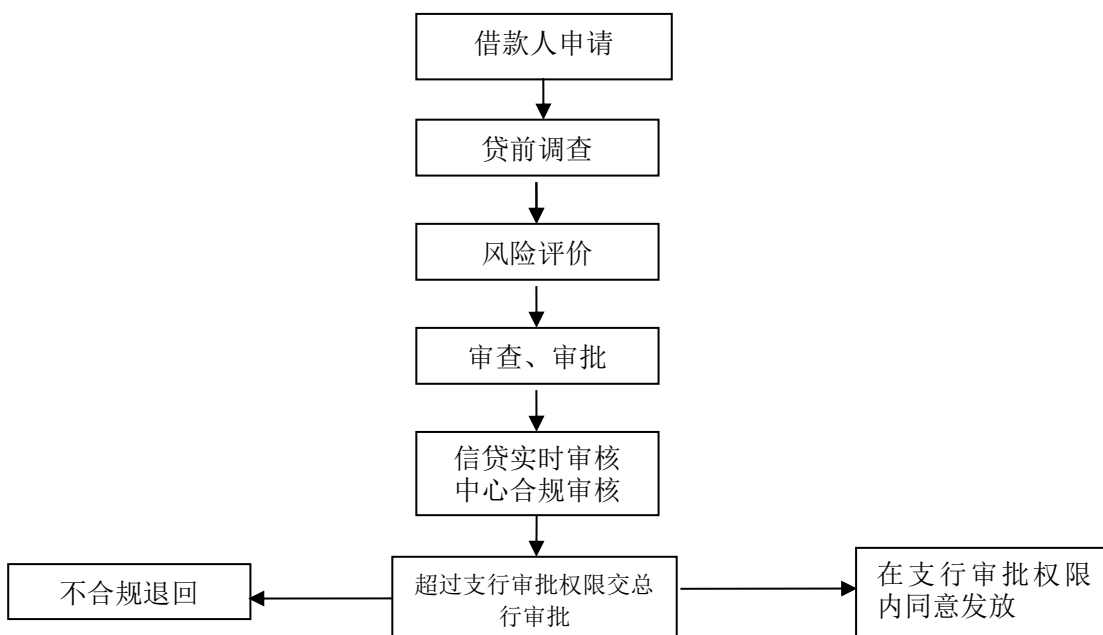 借款人申请
贷前调查
风险评价
审查、审批
信贷实时审核
中心合规审核
不合规退回
超过支行审批权限交总
行审批
在支行审批权限
内同意发放